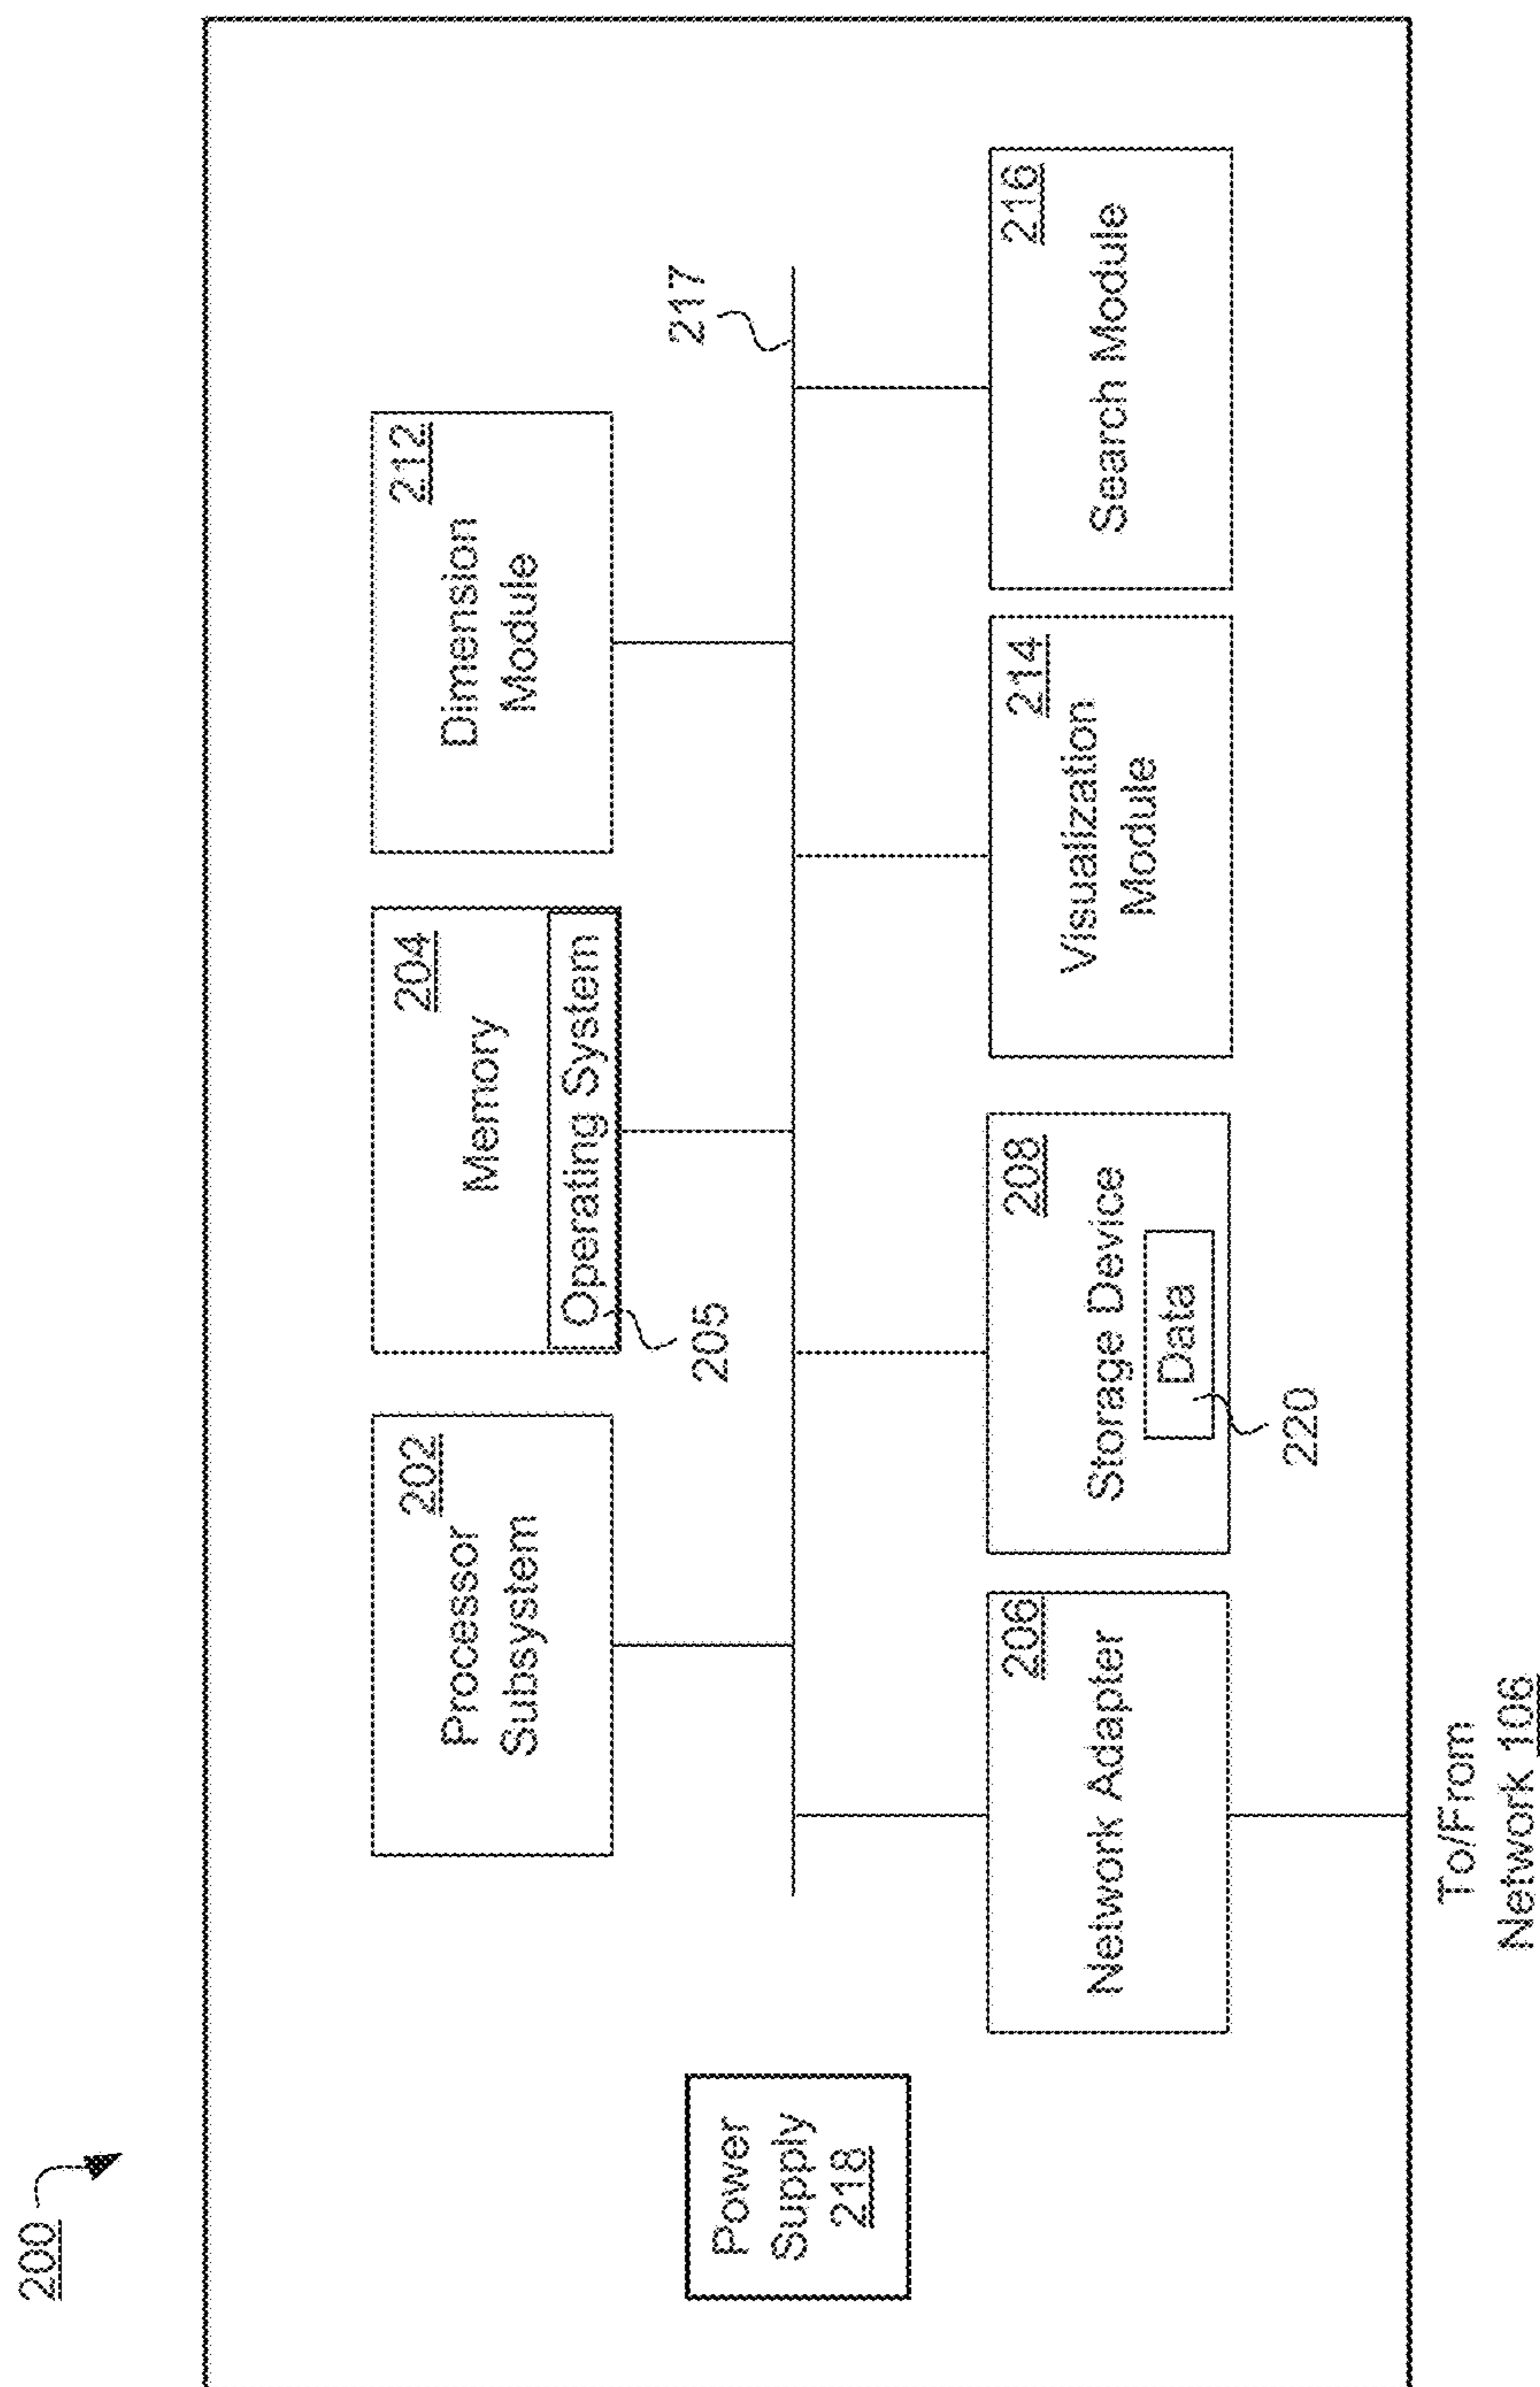 200
202
Processor
Subsystem
204
Memory
Operating System
205
212
Dimension
Module
217
Power
Supply
218
206
Network Adapter
208
Storage Device
Data
220
214
Visualization
Module
216
Search Module
To/From
Network 106